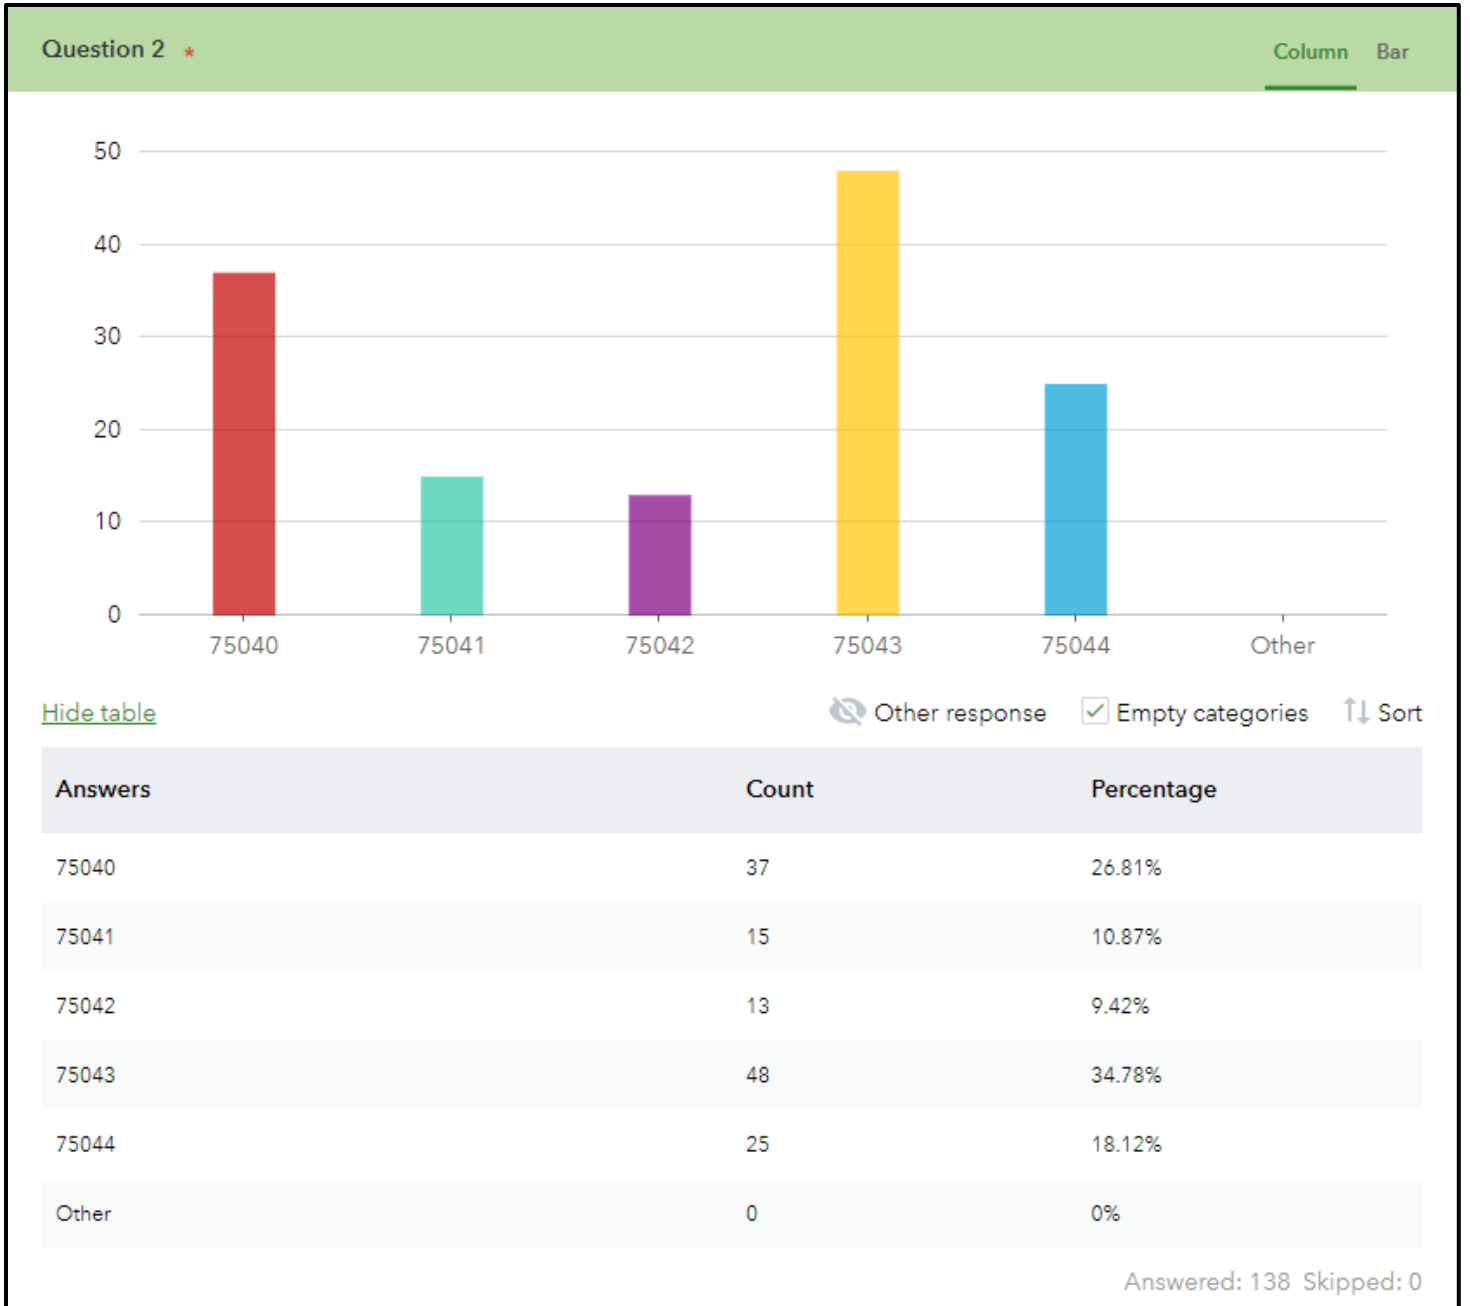 Question 2 * Column Bar
50
40
30
20
10
0
75040 75041 75042 75043 75044 Other
Hide table Other response Empty categories Sort
Answers Count Percentage
75040 37 26.81%
75041 15 10.87%
75042 13 9.42%
75043 48 34.78%
75044 25 18.12%
Other 0 0%
Answered: 138 Skipped: 0